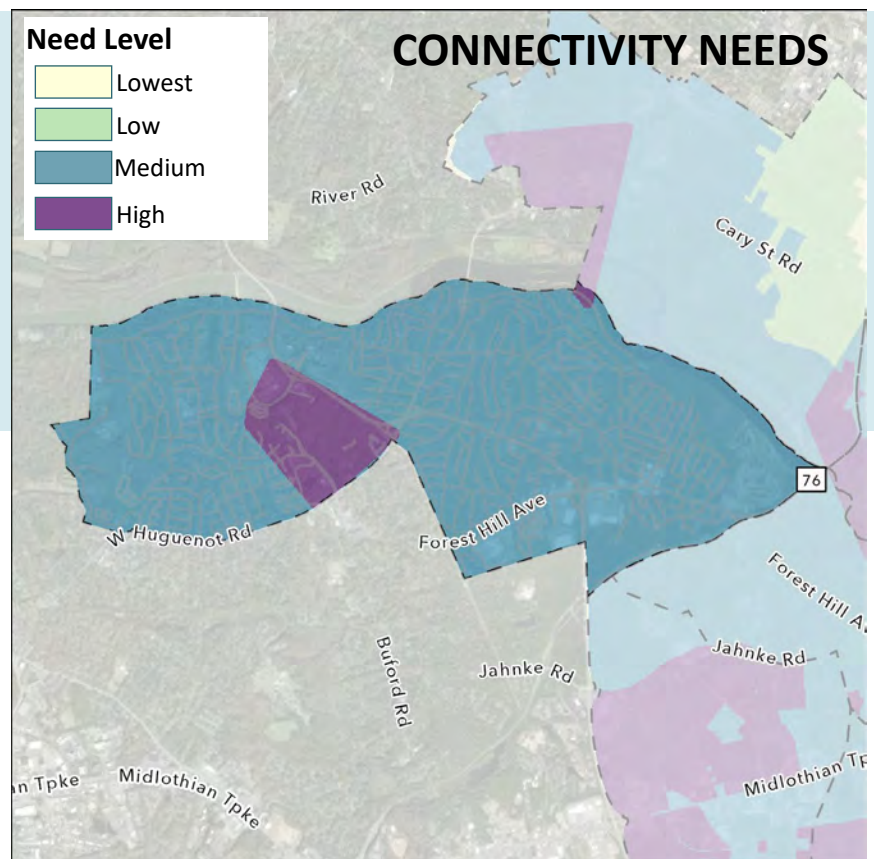 Need Level
Lowest
Low
Medium
High
CONNECTIVITY NEEDS
River Rd
Cary St Rd
76
W Huguenot Rd
Forest Hill Ave
Forest Hill Av
Buford Rd
Jahnke Rd
Jahnke Rd
an Tpke
Midlothian Tpke
Midlothian Tp